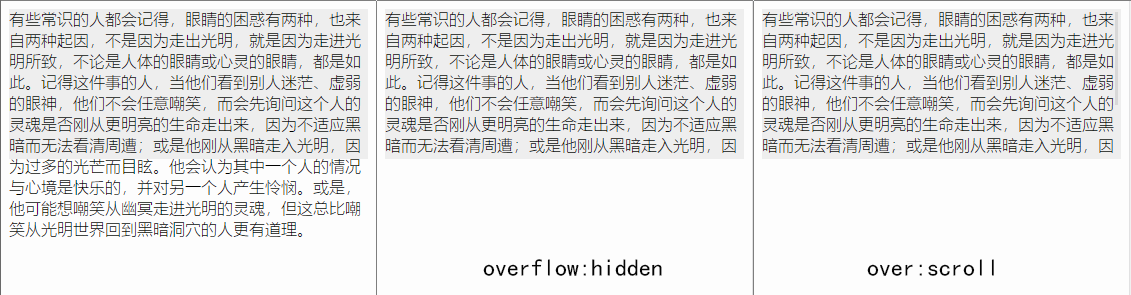 有些常识的人都会记得，眼睛的困惑有两种，也来
自两种起因，不是因为走出光明，就是因为走进光
明所致，不论是人体的眼睛或心灵的眼睛，都是如
此。记得这件事的人，当他们看到别人迷茫、虚弱
的眼神，他们不会任意嘲笑，而会先询问这个人的
灵魂是否刚从更明亮的生命走出来，因为不适应黑
暗而无法看清周遭；或是他刚从黑暗走入光明，因
为过多的光芒而目眩。他会认为其中一个人的情况
与心境是快乐的，并对另一个人产生怜悯。或是，
他可能想嘲笑从幽冥走进光明的灵魂，但这总比嘲
笑从光明世界回到黑暗洞穴的人更有道理。
有些常识的人都会记得，眼睛的困惑有两种，也来
自两种起因，不是因为走出光明，就是因为走进光
明所致，不论是人体的眼睛或心灵的眼睛，都是如
此。记得这件事的人，当他们看到别人迷茫、虚弱
的眼神，他们不会任意嘲笑，而会先询问这个人的
灵魂是否刚从更明亮的生命走出来，因为不适应黑
暗而无法看清周遭；或是他刚从黑暗走入光明，因
overflow:hidden
有些常识的人都会记得，眼睛的困惑有两种，也来
自两种起因，不是因为走出光明，就是因为走进光
明所致，不论是人体的眼睛或心灵的眼睛，都是如
此。记得这件事的人，当他们看到别人迷茫、虚弱
的眼神，他们不会任意嘲笑，而会先询问这个人的
灵魂是否刚从更明亮的生命走出来，因为不适应黑
暗而无法看清周遭；或是他刚从黑暗走入光明，因
over:scroll